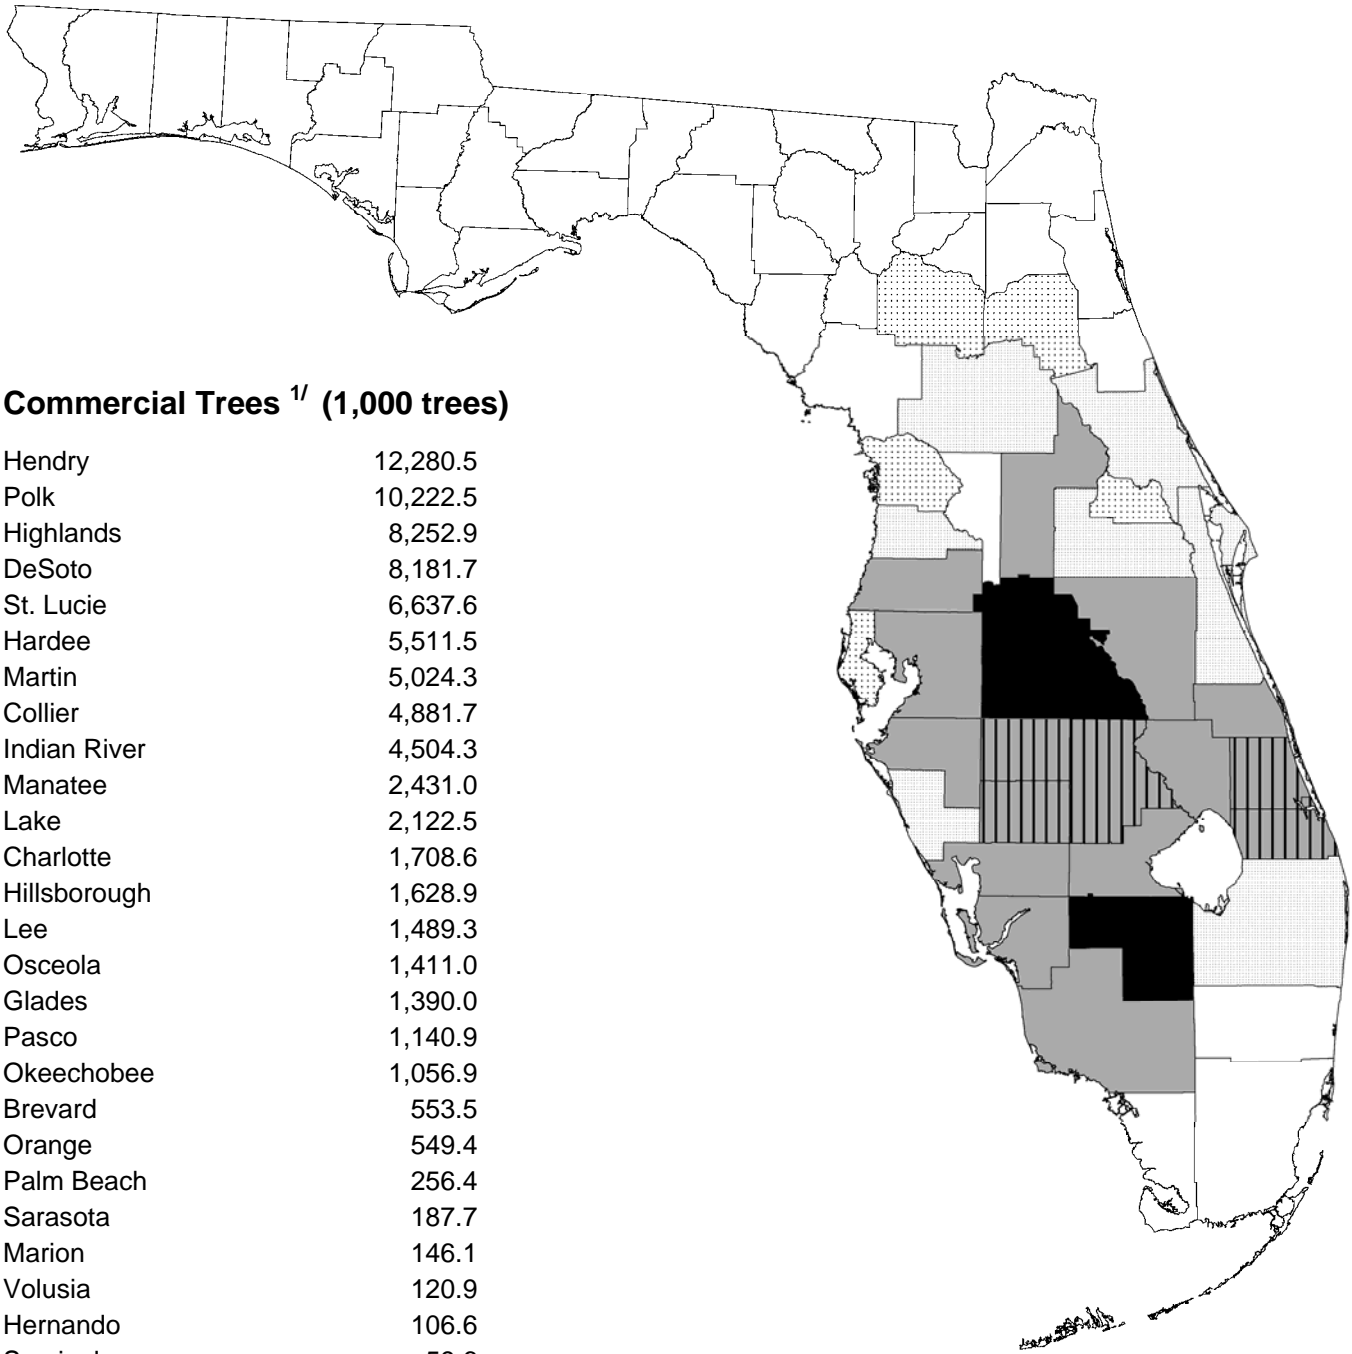 Commercial Trees 1/ (1,000 trees)
Hendry 12,280.5
Polk 10,222.5
Highlands 8,252.9
DeSoto 8,181.7
St. Lucie 6,637.6
Hardee 5,511.5
Martin 5,024.3
Collier 4,881.7
Indian River 4,504.3
Manatee 2,431.0
Lake 2,122.5
Charlotte 1,708.6
Hillsborough 1,628.9
Lee 1,489.3
Osceola 1,411.0
Glades 1,390.0
Pasco 1,140.9
Okeechobee 1,056.9
Brevard 553.5
Orange 549.4
Palm Beach 256.4
Sarasota 187.7
Marion 146.1
Volusia 120.9
Hernando 106.6